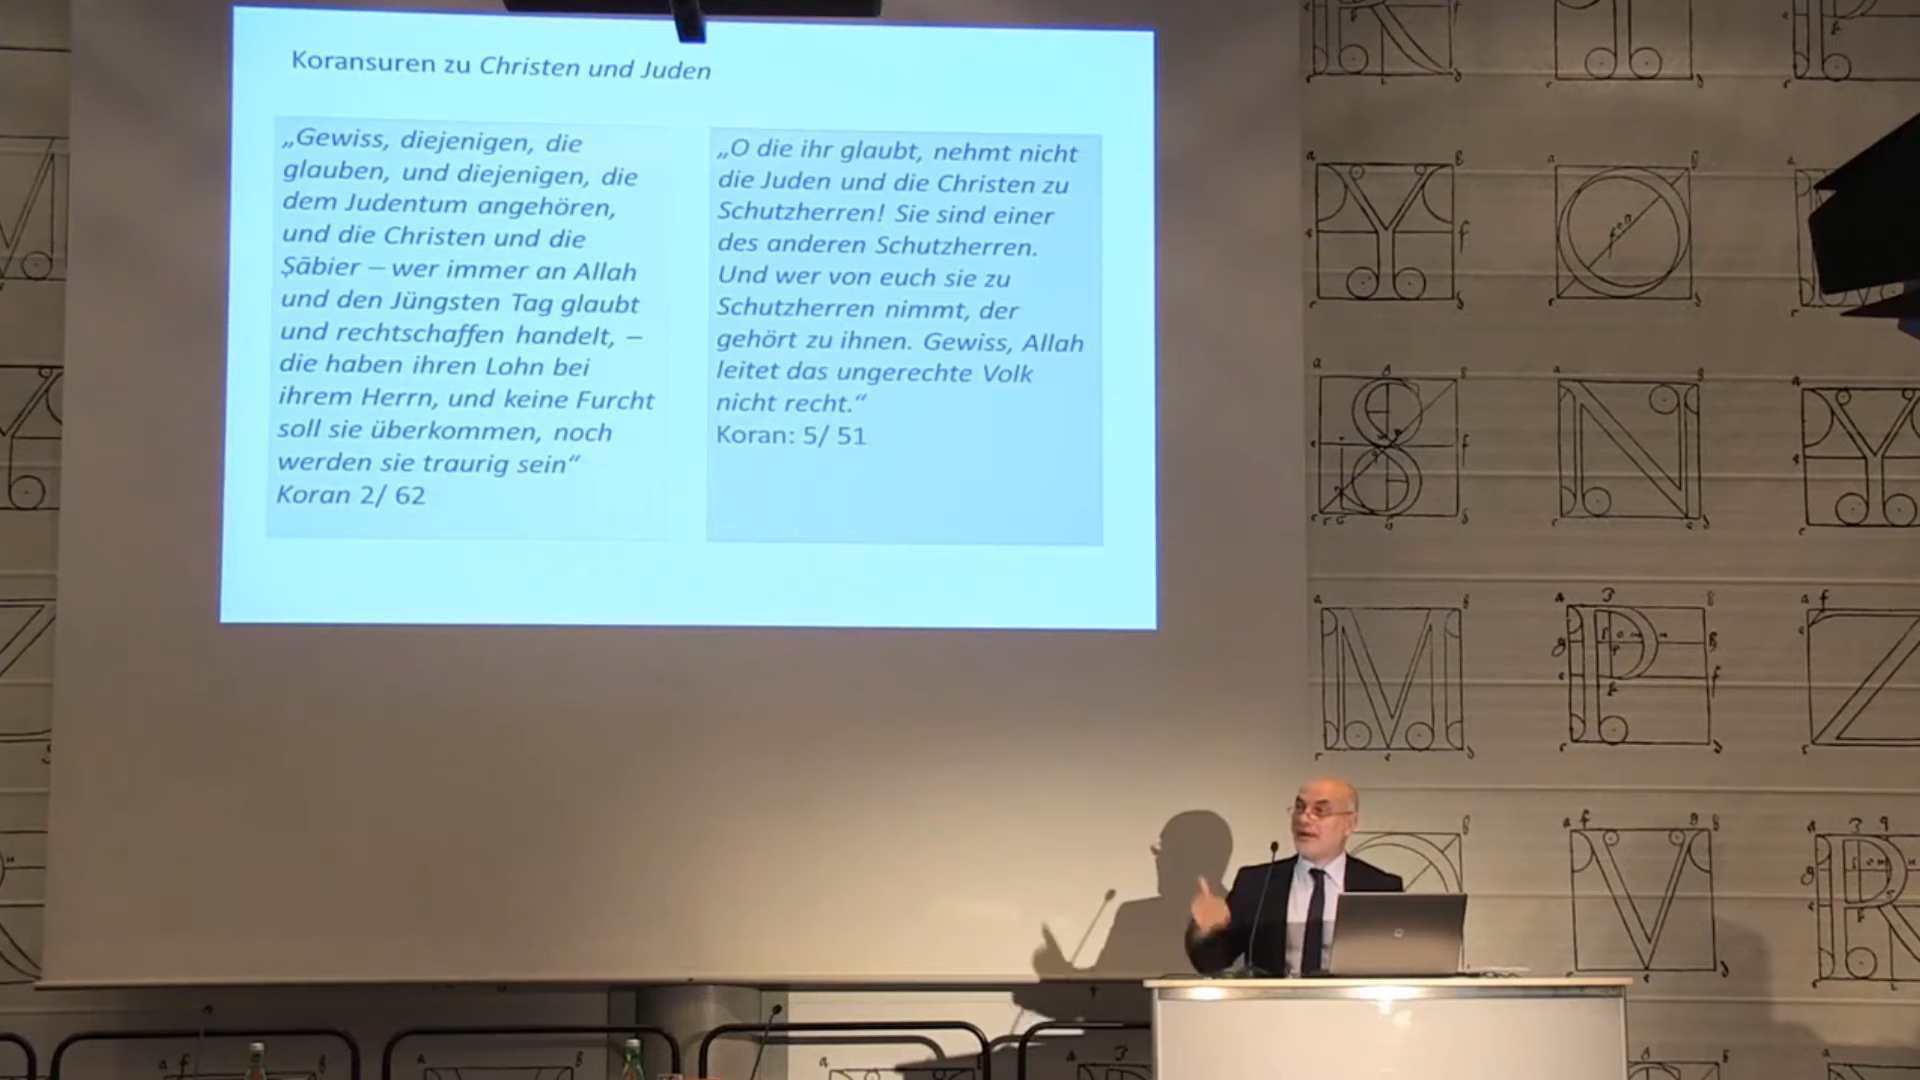 Koransuren zu Christen und Juden
„Gewiss, diejenigen, die
glauben, und diejenigen, die
dem Judentum angehören,
und die Christen und die
Ṣābier – wer immer an Allah
und den Jüngsten Tag glaubt
und rechtschaffen handelt, –
die haben ihren Lohn bei
ihrem Herrn, und keine Furcht
soll sie überkommen, noch
werden sie traurig sein“
Koran 2/ 62
„O die ihr glaubt, nehmt nicht
die Juden und die Christen zu
Schutzherren! Sie sind einer
des anderen Schutzherren.
Und wer von euch sie zu
Schutzherren nimmt, der
gehört zu ihnen. Gewiss, Allah
leitet das ungerechte Volk
nicht recht.“
Koran: 5/ 51